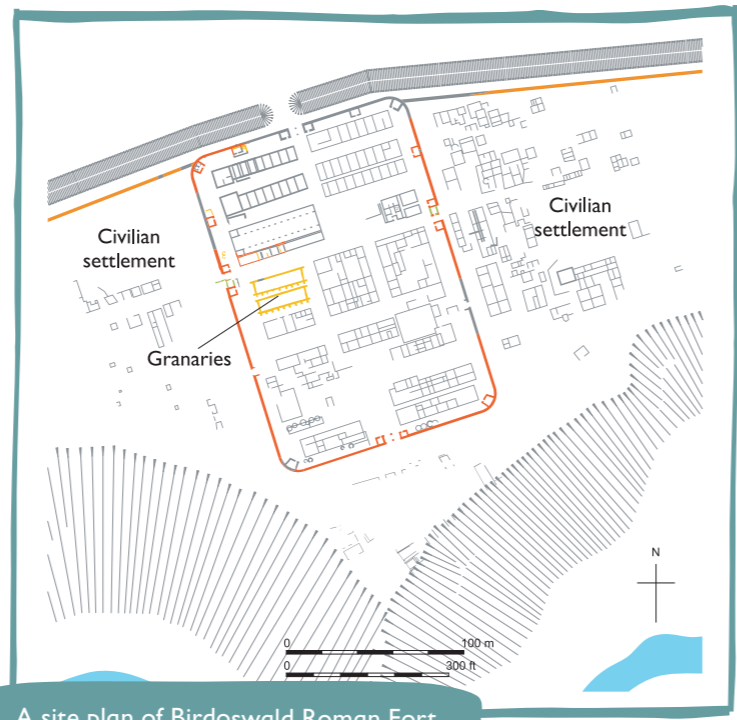 Civilian
settlement
Civilian
settlement
Granaries
N
0 100 m
0 300 ft
A site plan of Birdoswald Roman Fort